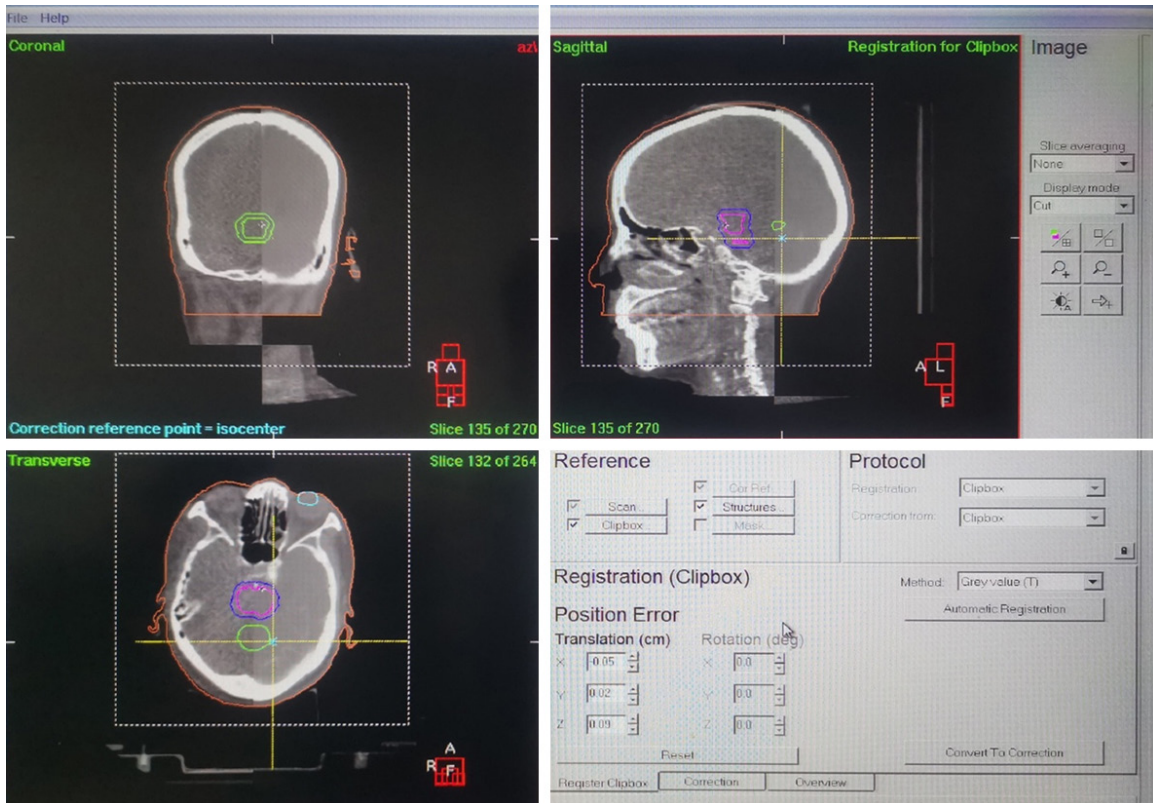 File Help
Coronal
az\
R A
F
Correction reference point = isocenter
Slice 135 of 270
Sagittal
Registration for Clipbox
A L
F
Slice 135 of 270
Image
Slice averaging
None
Display mode
Cut
Transverse
Slice 132 of 264
A
R F
Reference
Cor Ref
Scan...
Structures...
Clipbox...
Mask...
Protocol
Registration:
Clipbox
Correction from:
Clipbox
Registration (Clipbox)
Method:
Grey value (T)
Automatic Registration
Position Error
Translation (cm)
Rotation (deg)
X -0.05
X 0.0
Y 0.02
Y 0.0
Z 0.09
Z 0.0
Reset
Convert To Correction
Register Clipbox
Correction
Overview